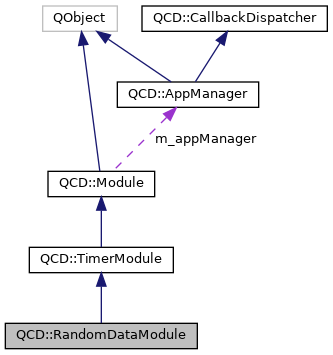 QObject
QCD::CallbackDispatcher
QCD::AppManager
m_appManager
QCD::Module
QCD::TimerModule
QCD::RandomDataModule